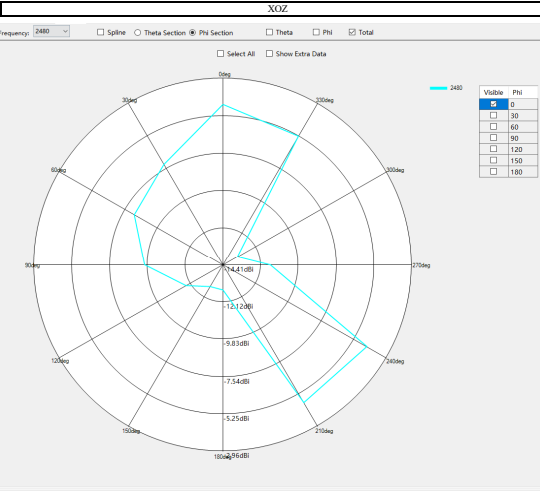 XOZ
Frequency: 2480 Spline Theta Section Phi Section Theta Phi Total
Select All Show Extra Data
0deg
2480
Visible Phi
30deg
330deg
0
30
60
90
120
150
180
60deg
300deg
90deg
270deg
-14.41dBi
-12.12dBi
-9.83dBi
120deg
240deg
-7.54dBi
-5.25dBi
150deg
210deg
180deg
-2.96dBi